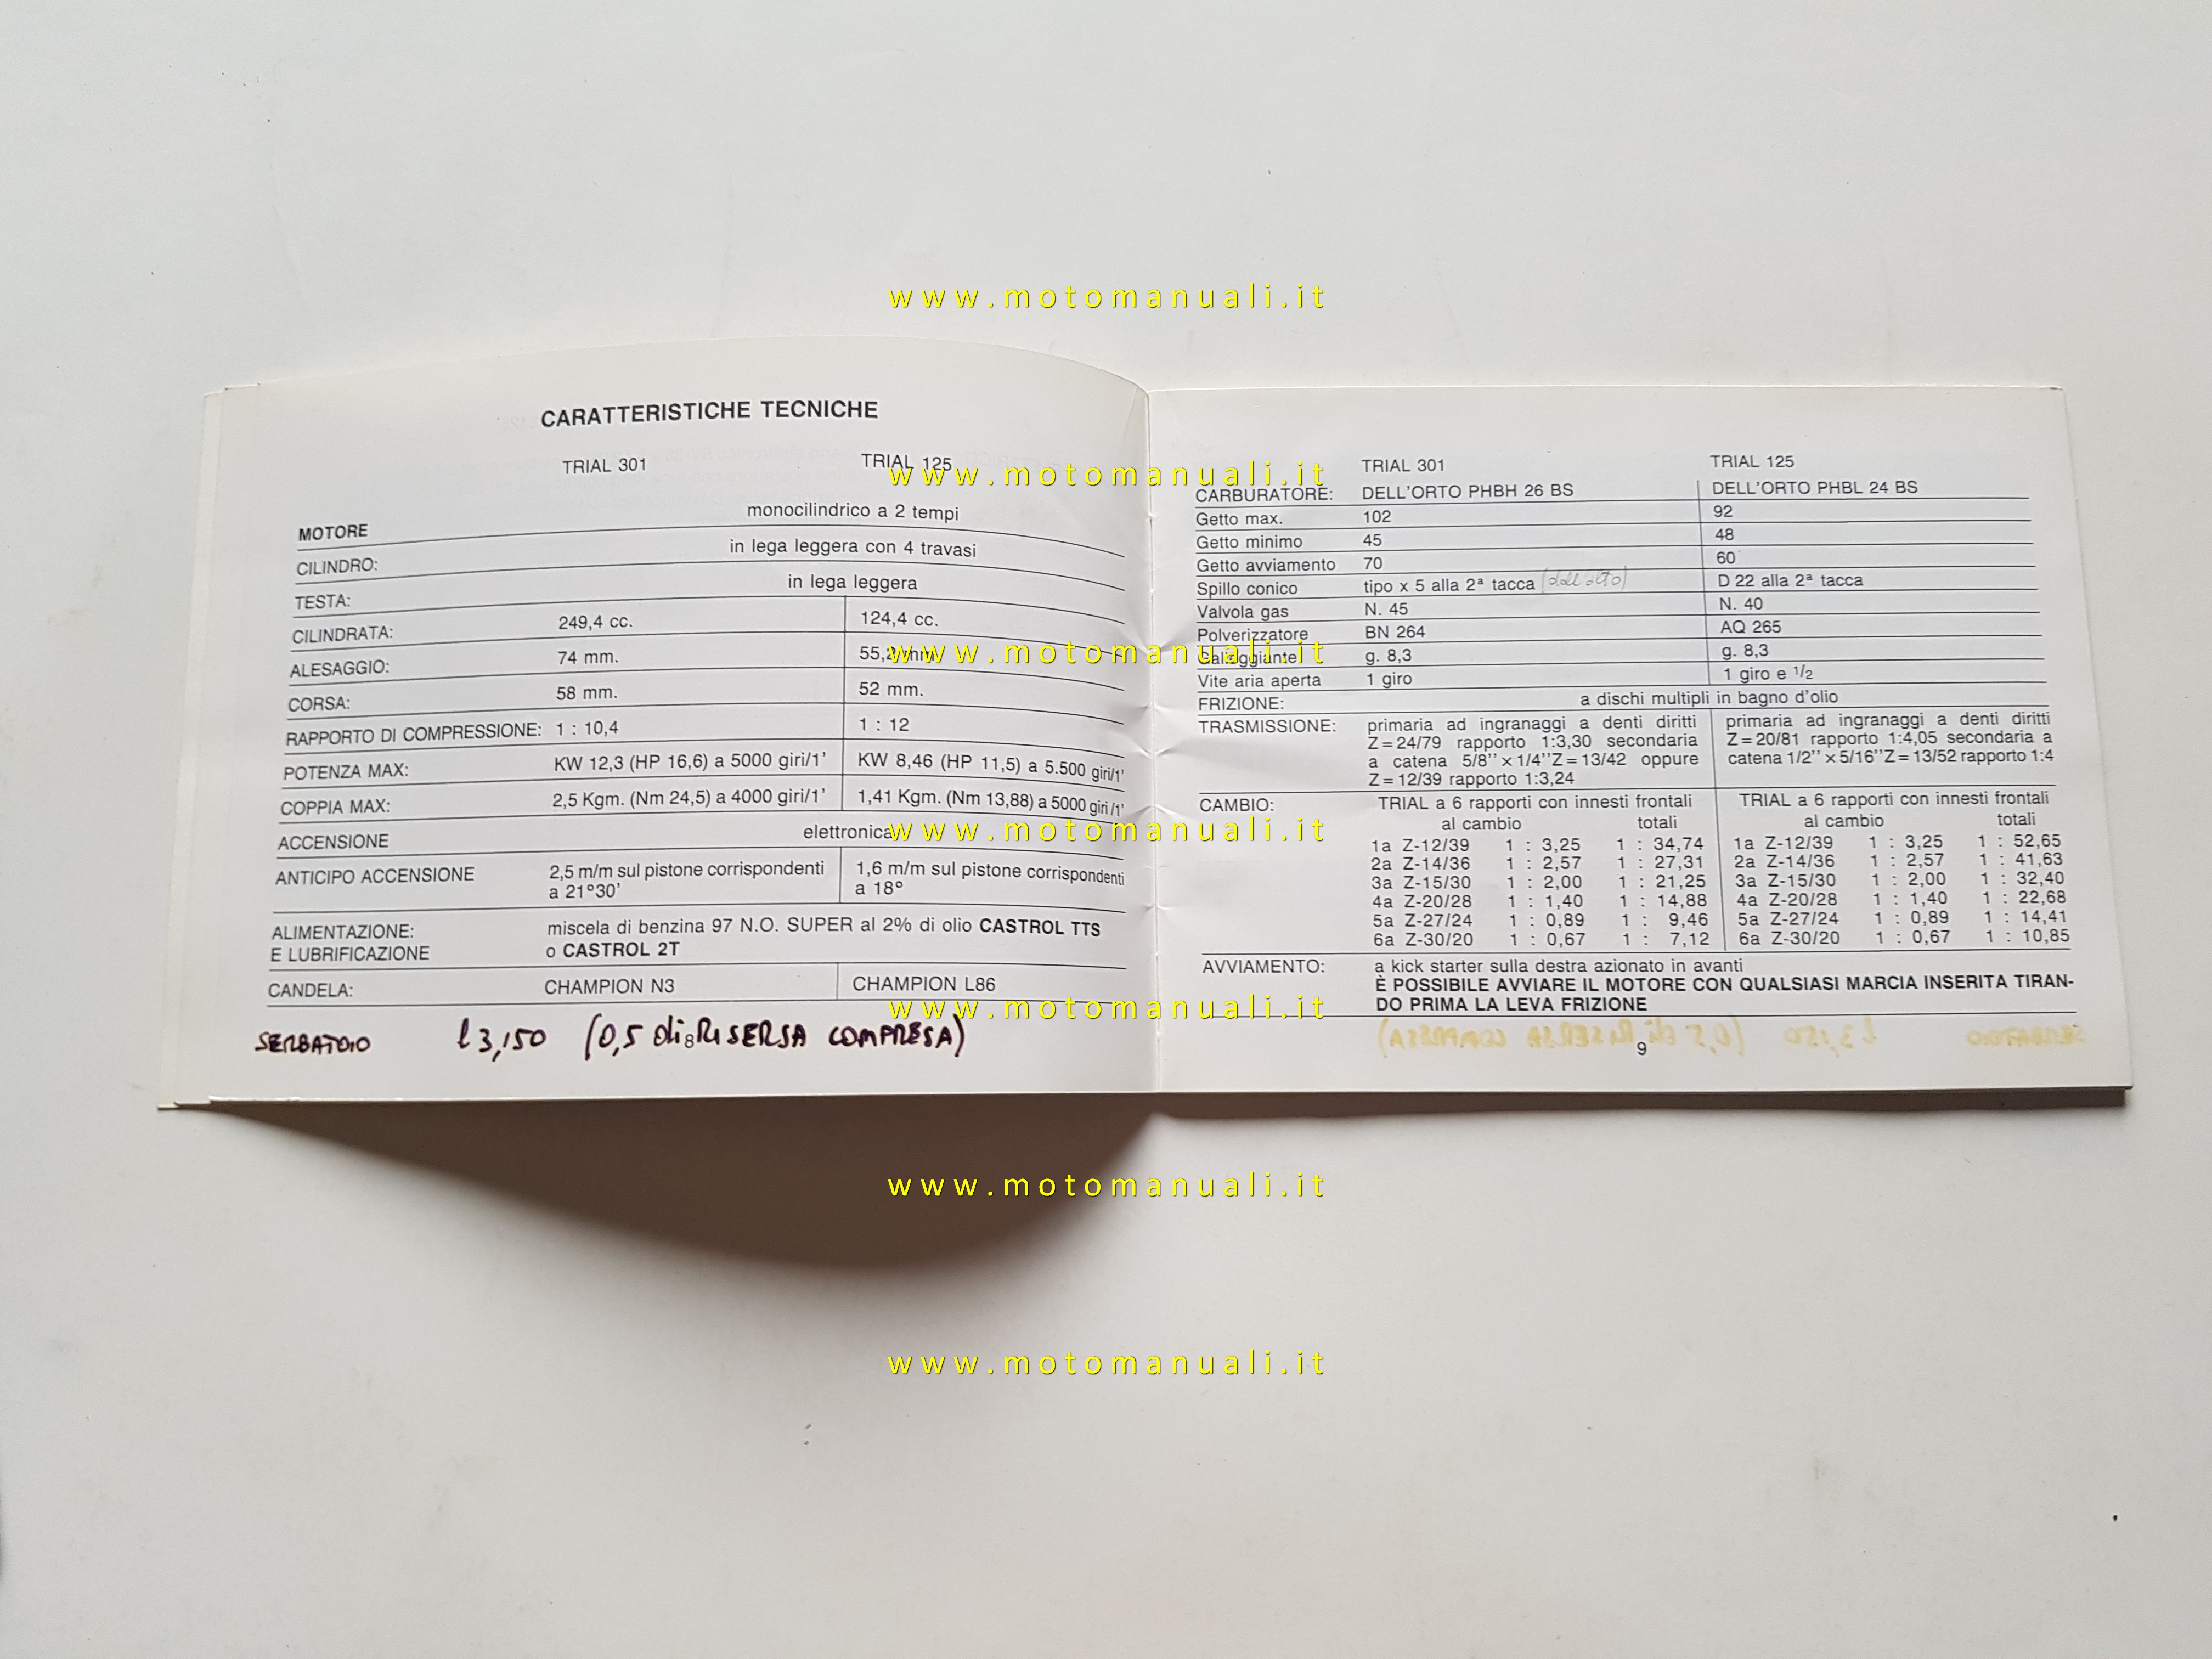 www.motomanuali.it
CARATTERISTICHE TECNICHE
TRIAL 301 TRIAL 125
MOTORE monocilindrico a 2 tempi
CILINDRO: in lega leggera con 4 travasi
TESTA: in lega leggera
CILINDRATA: 249,4 cc. 124,4 cc.
ALESAGGIO: 74 mm. 55,2 mm.
CORSA: 58 mm. 52 mm.
RAPPORTO DI COMPRESSIONE: 1 : 10,4 1 : 12
POTENZA MAX: KW 12,3 (HP 16,6) a 5000 giri/1' KW 8,46 (HP 11,5) a 5.500 giri/1'
COPPIA MAX: 2,5 Kgm. (Nm 24,5) a 4000 giri/1' 1,41 Kgm. (Nm 13,88) a 5000 giri/1'
ACCENSIONE elettronica
ANTICIPO ACCENSIONE 2,5 m/m sul pistone corrispondenti 1,6 m/m sul pistone corrispondenti
a 21°30' a 18°
ALIMENTAZIONE: miscela di benzina 97 N.O. SUPER al 2% di olio CASTROL TTS
E LUBRIFICAZIONE o CASTROL 2T
CANDELA: CHAMPION N3 CHAMPION L86
SERBATOIO l 3,150 (0,5 di RISERSA COMPRESA)
8
TRIAL 301 TRIAL 125
CARBURATORE: DELL'ORTO PHBH 26 BS DELL'ORTO PHBL 24 BS
Getto max. 102 92
Getto minimo 45 48
Getto avviamento 70 60
Spillo conico tipo x 5 alla 2ª tacca (dall'alto) D 22 alla 2ª tacca
Valvola gas N. 45 N. 40
Polverizzatore BN 264 AQ 265
Galleggiante g. 8,3 g. 8,3
Vite aria aperta 1 giro 1 giro e 1/2
FRIZIONE: a dischi multipli in bagno d'olio
TRASMISSIONE: primaria ad ingranaggi a denti diritti primaria ad ingranaggi a denti diritti
Z=24/79 rapporto 1:3,30 secondaria Z=20/81 rapporto 1:4,05 secondaria a
a catena 5/8''×1/4''Z=13/42 oppure catena 1/2''×5/16''Z=13/52 rapporto 1:4
Z=12/39 rapporto 1:3,24
CAMBIO: TRIAL a 6 rapporti con innesti frontali TRIAL a 6 rapporti con innesti frontali
al cambio totali al cambio totali
1a Z-12/39 1 : 3,25 1 : 34,74 1a Z-12/39 1 : 3,25 1 : 52,65
2a Z-14/36 1 : 2,57 1 : 27,31 2a Z-14/36 1 : 2,57 1 : 41,63
3a Z-15/30 1 : 2,00 1 : 21,25 3a Z-15/30 1 : 2,00 1 : 32,40
4a Z-20/28 1 : 1,40 1 : 14,88 4a Z-20/28 1 : 1,40 1 : 22,68
5a Z-27/24 1 : 0,89 1 : 9,46 5a Z-27/24 1 : 0,89 1 : 14,41
6a Z-30/20 1 : 0,67 1 : 7,12 6a Z-30/20 1 : 0,67 1 : 10,85
AVVIAMENTO: a kick starter sulla destra azionato in avanti
È POSSIBILE AVVIARE IL MOTORE CON QUALSIASI MARCIA INSERITA TIRAN-
DO PRIMA LA LEVA FRIZIONE
9
www.motomanuali.it
www.motomanuali.it
www.motomanuali.it
www.motomanuali.it
www.motomanuali.it
www.motomanuali.it